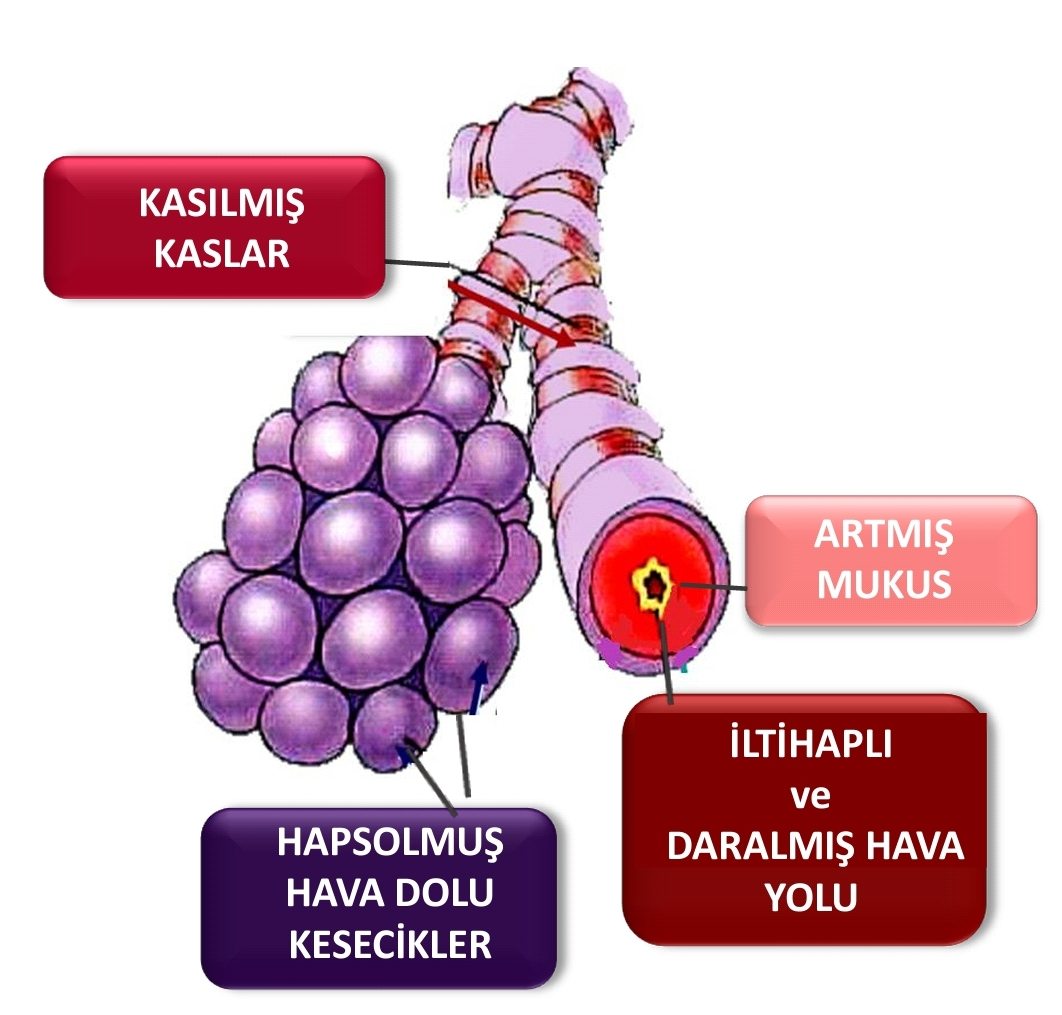 KASILMIŞ
KASLAR
ARTMIŞ
MUKUS
İLTİHAPLI
ve
DARALMIŞ HAVA
YOLU
HAPSOLMUŞ
HAVA DOLU
KESECİKLER